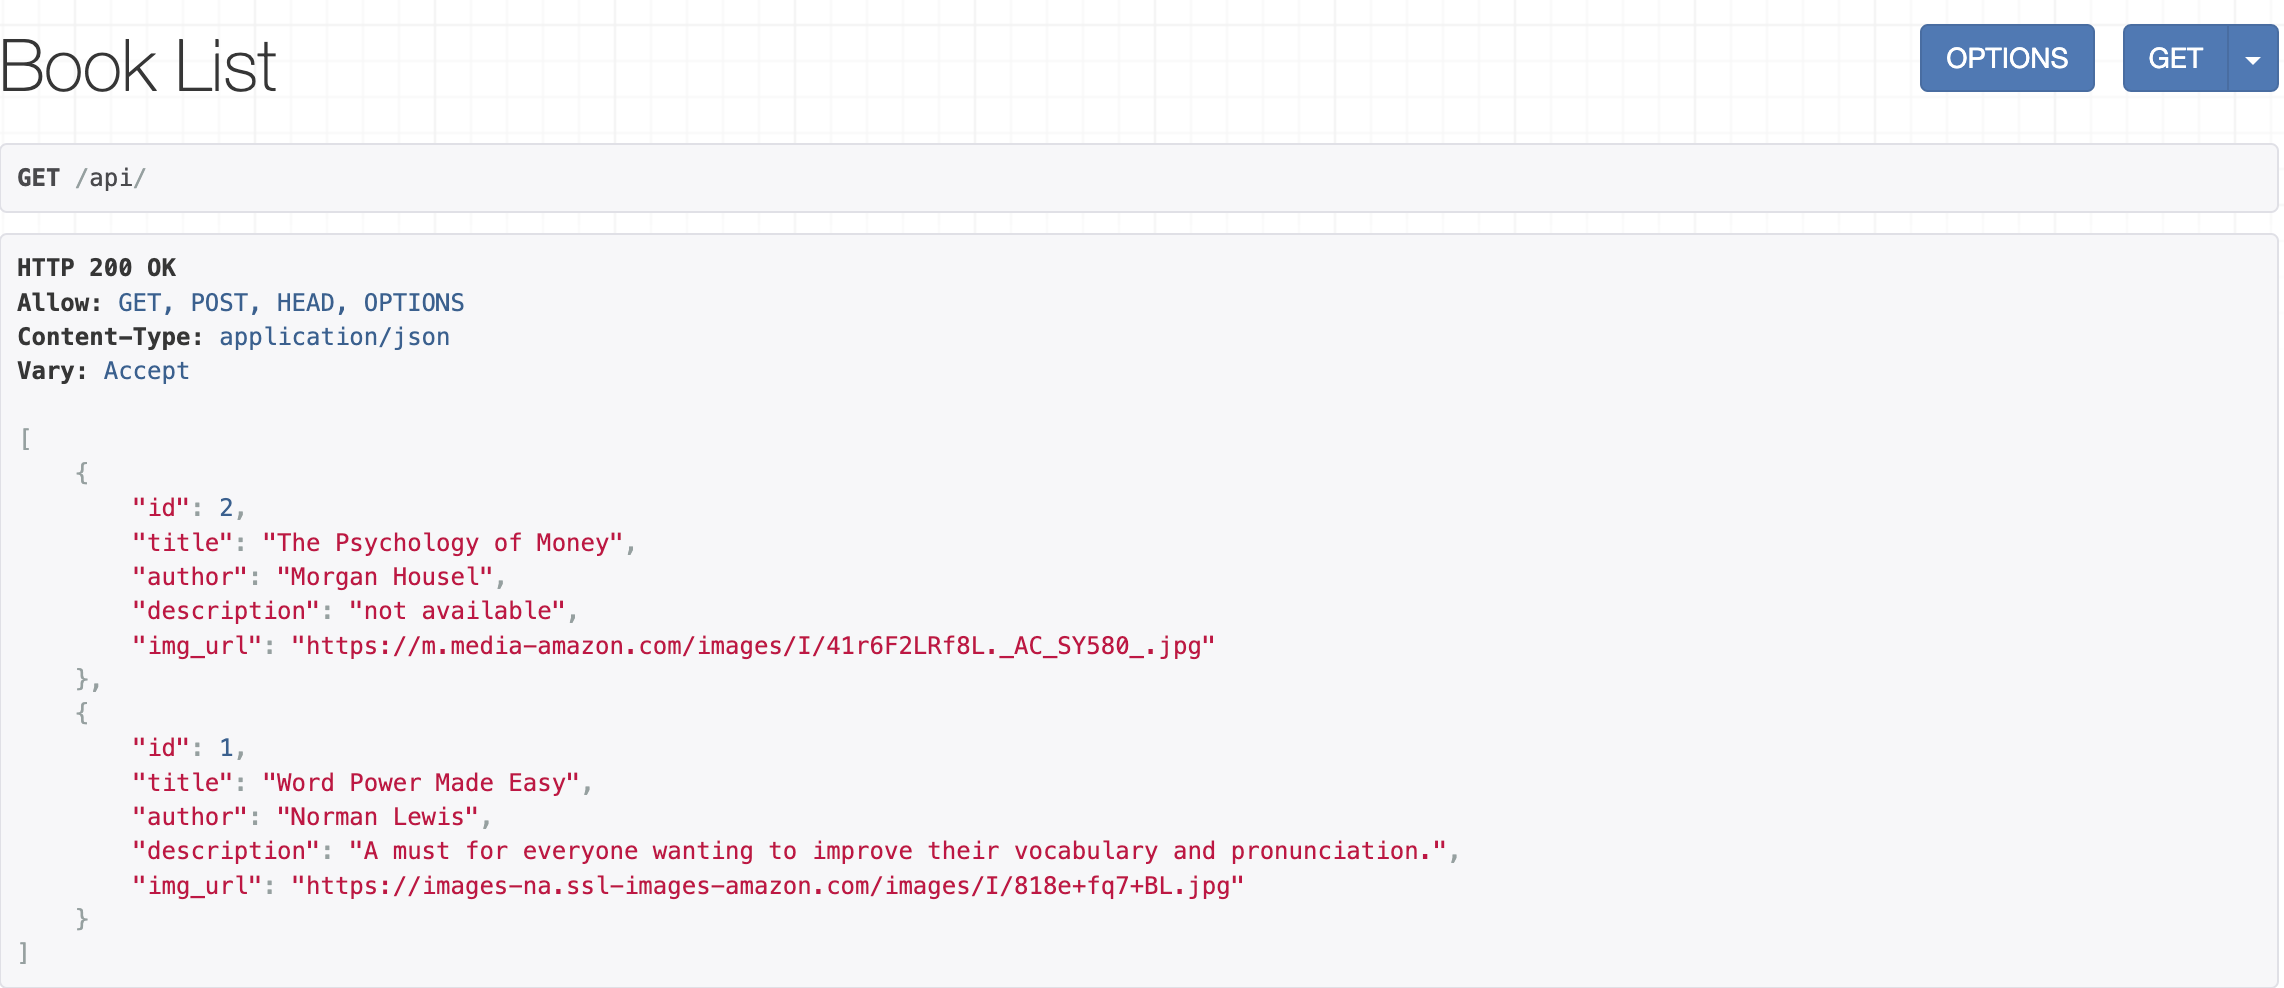 Book List
OPTIONS
GET
GET /api/
HTTP 200 OK
Allow: GET, POST, HEAD, OPTIONS
Content-Type: application/json
Vary: Accept
[
    {
        "id": 2,
        "title": "The Psychology of Money",
        "author": "Morgan Housel",
        "description": "not available",
        "img_url": "https://m.media-amazon.com/images/I/41r6F2LRf8L._AC_SY580_.jpg"
    },
    {
        "id": 1,
        "title": "Word Power Made Easy",
        "author": "Norman Lewis",
        "description": "A must for everyone wanting to improve their vocabulary and pronunciation.",
        "img_url": "https://images-na.ssl-images-amazon.com/images/I/818e+fq7+BL.jpg"
    }
]